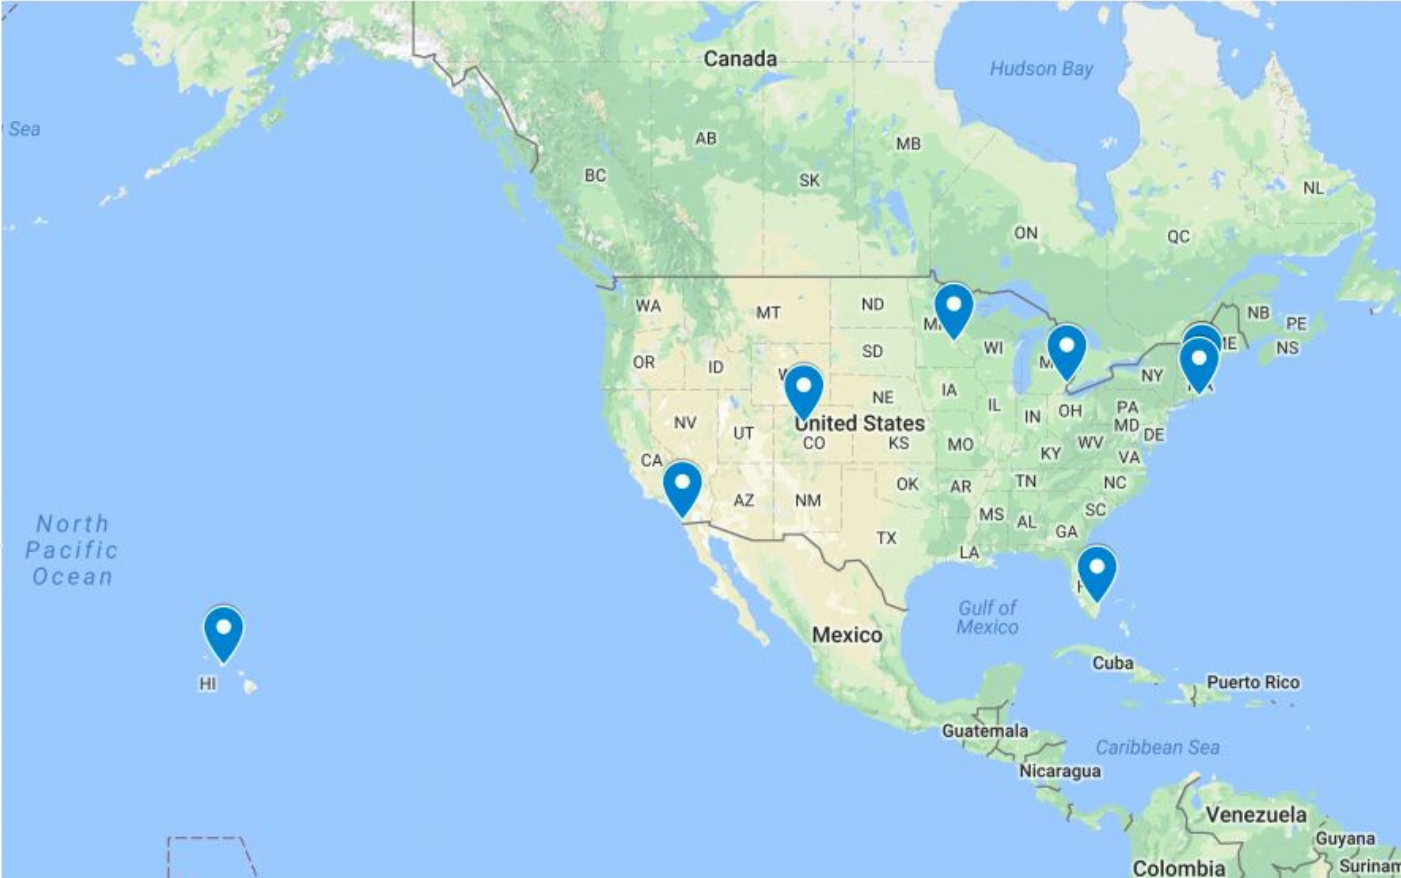 Canada
Hudson Bay
Sea
AB
MB
BC
SK
NL
ON
QC
WA
MT
ND
NB
PE
ME
NS
WI
OR
ID
SD
NY
NE
IA
IL
IN
OH
PA
MD
DE
NV
UT
United States
CO
KS
MO
KY
WV
VA
CA
AZ
NM
OK
AR
TN
NC
MS
AL
SC
GA
TX
LA
North
Pacific
Ocean
Gulf of
Mexico
Mexico
Cuba
Puerto Rico
HI
Guatemala
Caribbean Sea
Nicaragua
Venezuela
Guyana
Colombia
Surinam